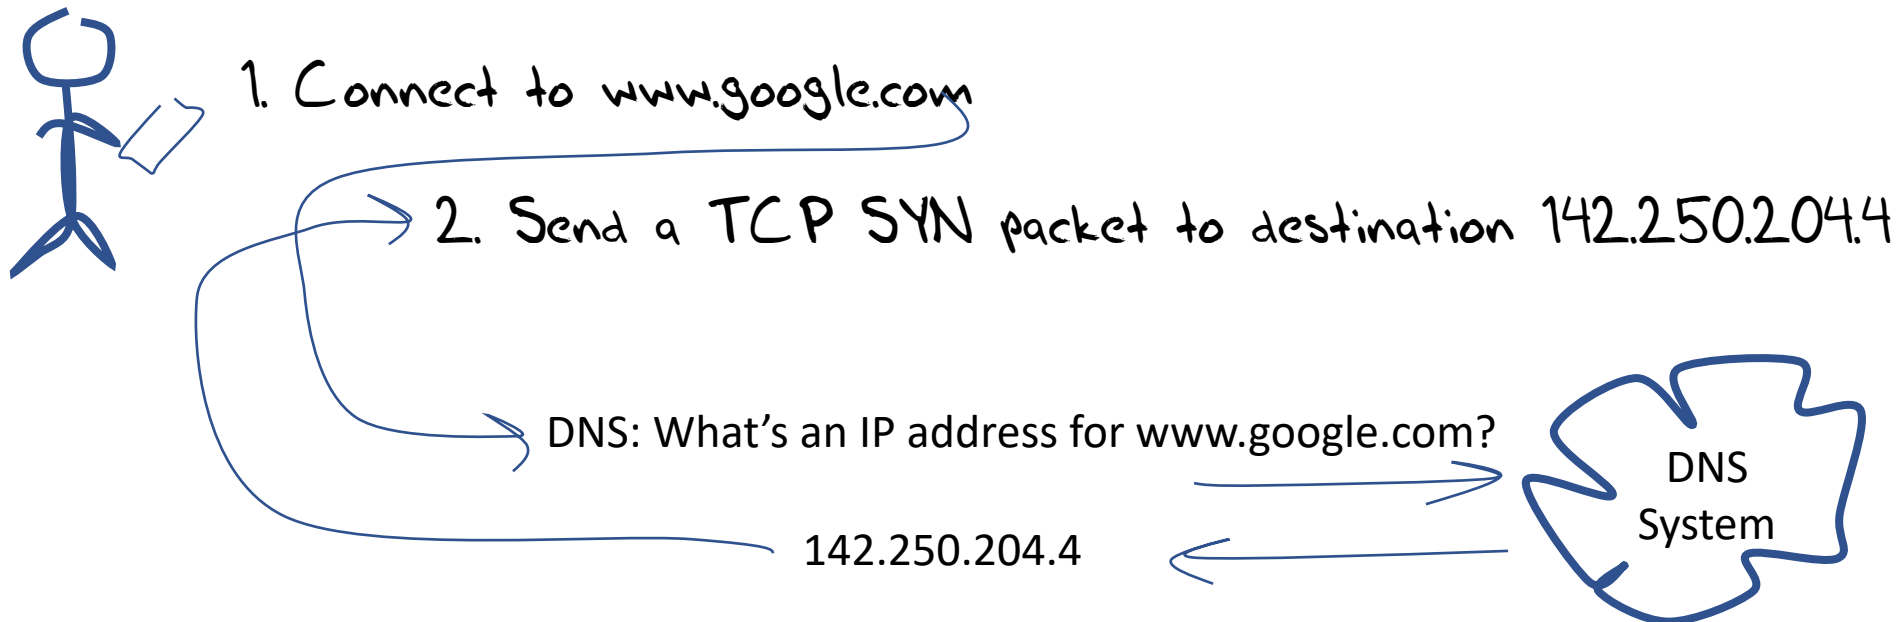 1. Connect to www.google.com
2. Send a TCP SYN packet to destination 142.250.204.4
DNS: What’s an IP address for www.google.com?
DNS
System
142.250.204.4